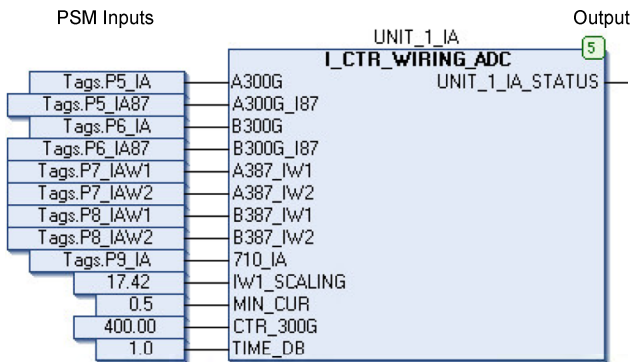 PSM Inputs Output
UNIT_1_IA
5
I_CTR_WIRING_ADC
Tags.P5_IA A300G UNIT_1_IA_STATUS
Tags.P5_IA87 A300G_I87
Tags.P6_IA B300G
Tags.P6_IA87 B300G_I87
Tags.P7_IAW1 A387_IW1
Tags.P7_IAW2 A387_IW2
Tags.P8_IAW1 B387_IW1
Tags.P8_IAW2 B387_IW2
Tags.P9_IA 710_IA
17.42 IW1_SCALING
0.5 MIN_CUR
400.00 CTR_300G
1.0 TIME_DB